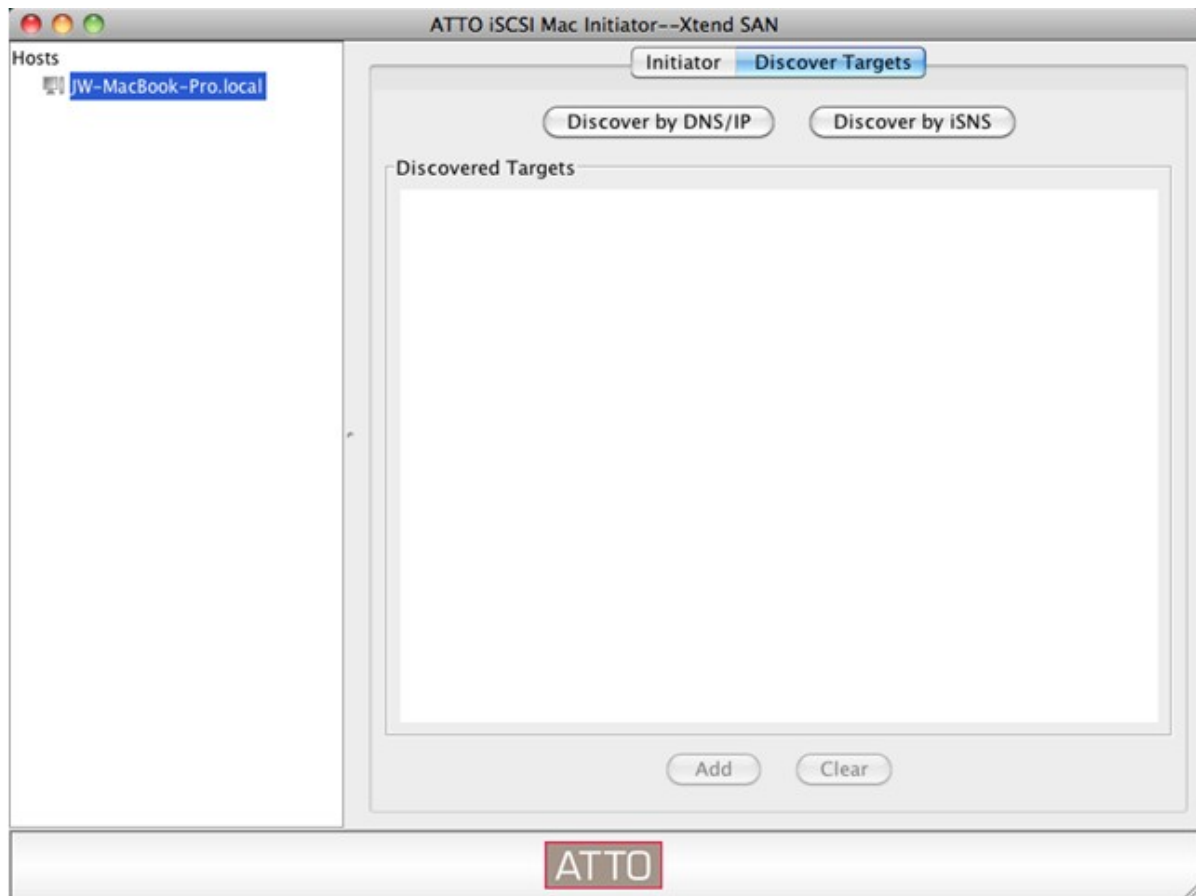 ATTO iSCSI Mac Initiator--Xtend SAN
Hosts
JW-MacBook-Pro.local
Initiator Discover Targets
Discover by DNS/IP Discover by iSNS
Discovered Targets
Add Clear
ATTO